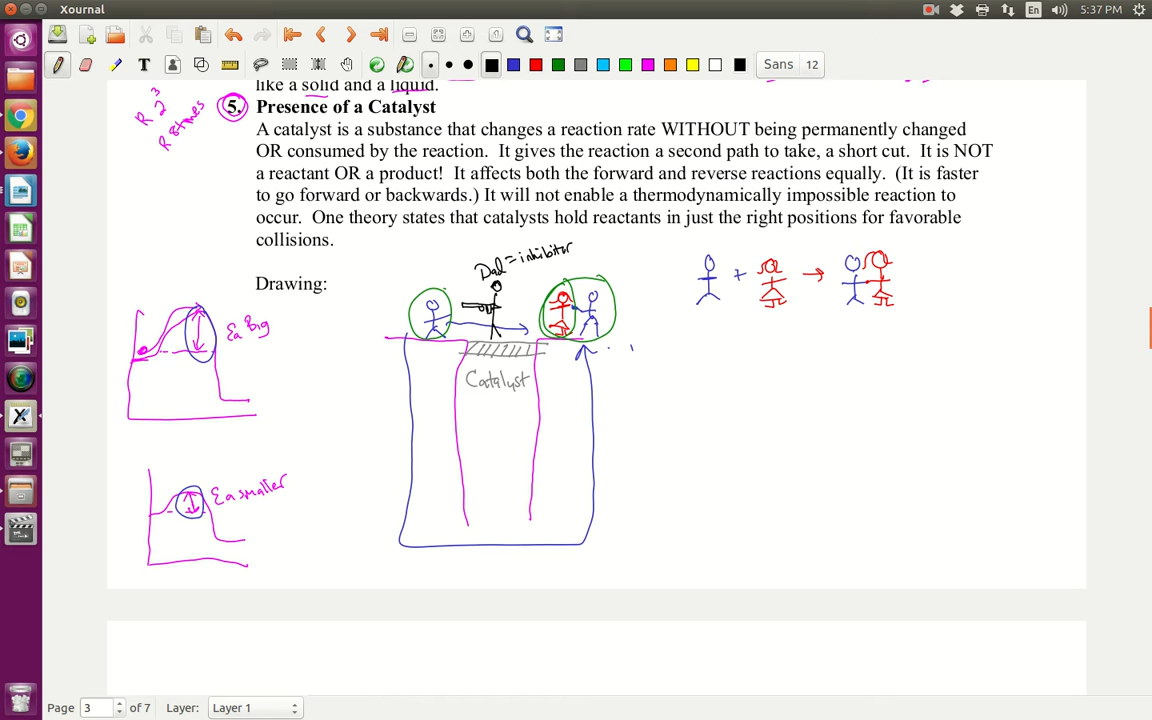 Xournal
En
5:37 PM
T
Sans 12
like a solid and a liquid.
R 2 3
R 8 times
5. Presence of a Catalyst
A catalyst is a substance that changes a reaction rate WITHOUT being permanently changed
OR consumed by the reaction. It gives the reaction a second path to take, a short cut. It is NOT
a reactant OR a product! It affects both the forward and reverse reactions equally. (It is faster
to go forward or backwards.) It will not enable a thermodynamically impossible reaction to
occur. One theory states that catalysts hold reactants in just the right positions for favorable
collisions.
Drawing:
Dad = inhibitor
+ →
Ea Big
Catalyst
Ea smaller
Page 3 of 7 Layer: Layer 1